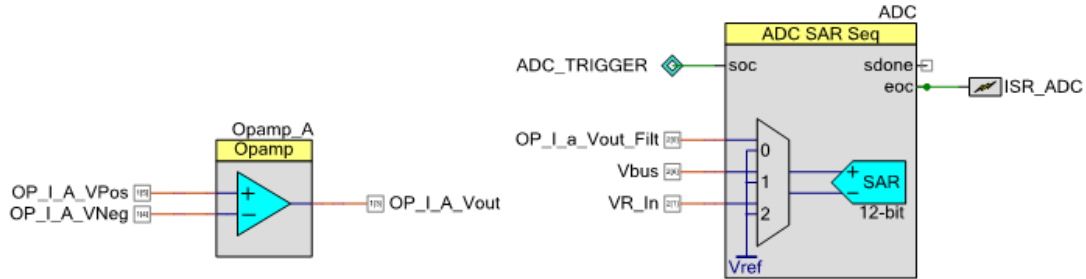 ADC
ADC SAR Seq
ADC_TRIGGER
soc
sdone
eoc
ISR_ADC
Opamp_A
Opamp
OP_I_A_VPos
+
OP_I_A_VNeg
−
OP_I_A_Vout
OP_I_a_Vout_Filt
0
Vbus
1
VR_In
2
+
SAR
−
12-bit
Vref